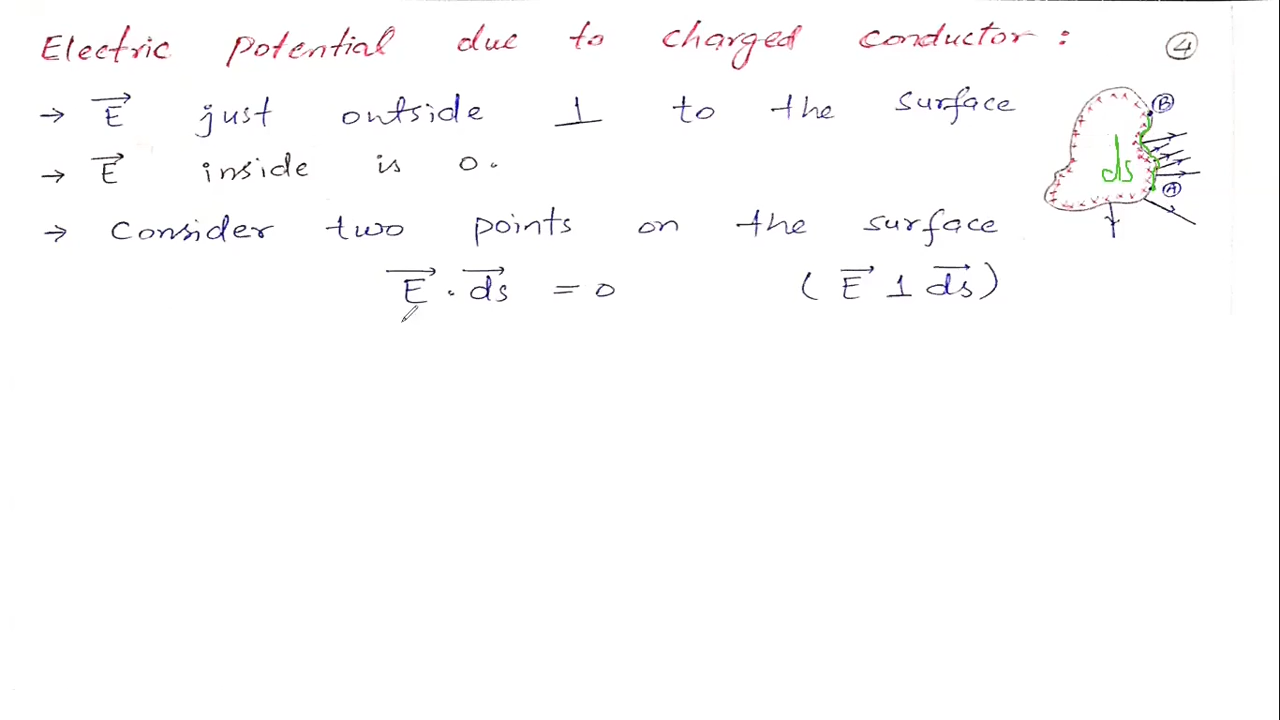 Electric potential due to charged conductor :
④
→ E⃗ just outside ⊥ to the surface
→ E⃗ inside is 0.
→ Consider two points on the surface
E⃗ . ds⃗ = 0 ( E⃗ ⊥ ds⃗ )
Ⓑ
ds
Ⓐ